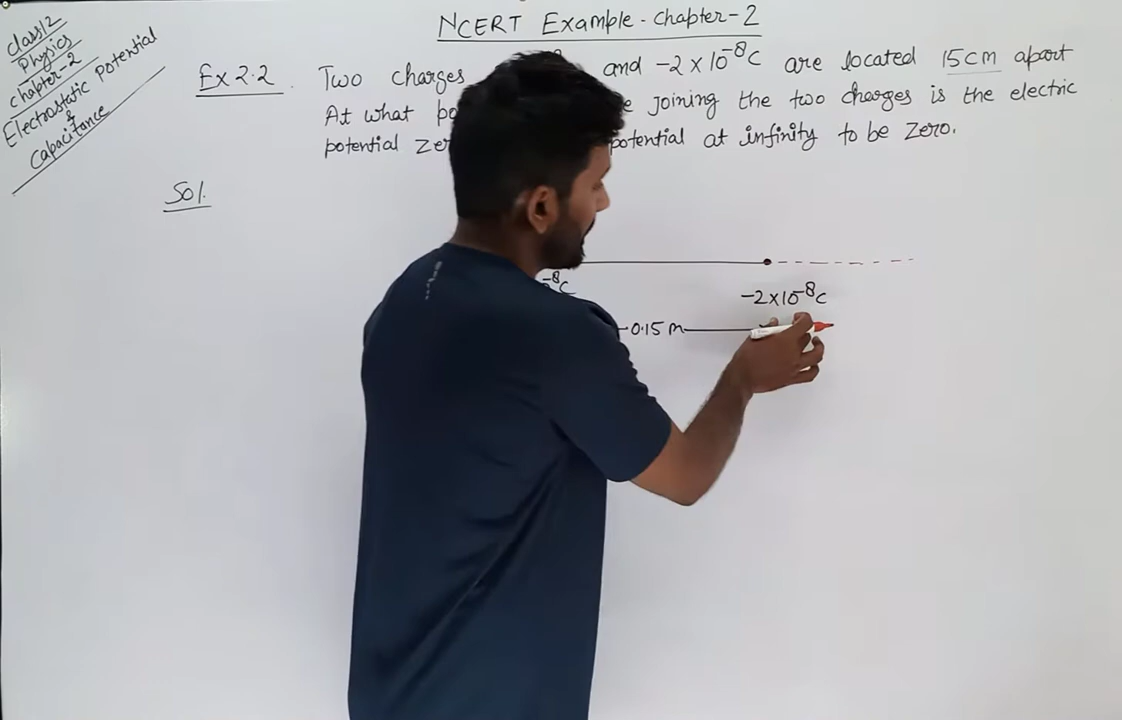 NCERT Example - Chapter-2
class 12
Physics
chapter-2
Electrostatic Potential
&
Capacitance
Ex 2.2 Two charges and -2 x 10⁻⁸C are located 15cm apart
At what joining the two charges is the electric
potential potential at infinity to be zero.
Sol.
⁻⁸C
-2x10⁻⁸C
0.15 m